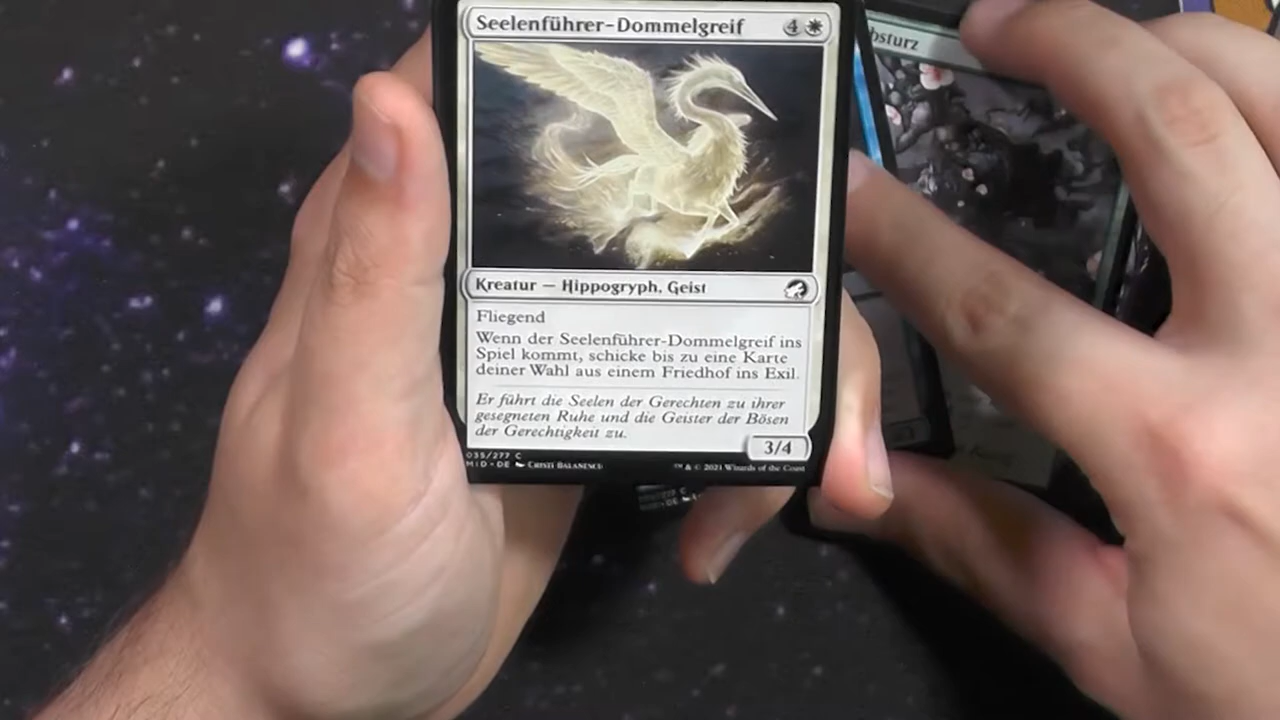 Seelenführer-Dommelgreif 4
bsturz
Kreatur — Hippogryph, Geist
Fliegend
Wenn der Seelenführer-Dommelgreif ins
Spiel kommt, schicke bis zu eine Karte
deiner Wahl aus einem Friedhof ins Exil.
Er führt die Seelen der Gerechten zu ihrer
gesegneten Ruhe und die Geister der Bösen
der Gerechtigkeit zu.
3/4
035/277 C
MID • DE Cristi Balanescu
™ & © 2021 Wizards of the Coast